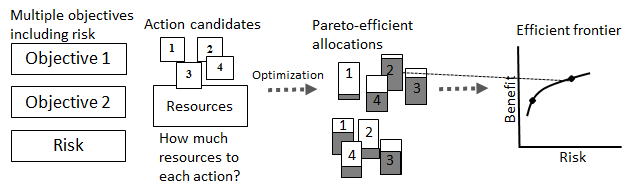 Multiple objectives
including risk
Objective 1
Objective 2
Risk
Action candidates
1
2
3
4
Resources
How much
resources to
each action?
Optimization
Pareto-efficient
allocations
1
2
3
4
1
2
4
3
Efficient frontier
Benefit
Risk